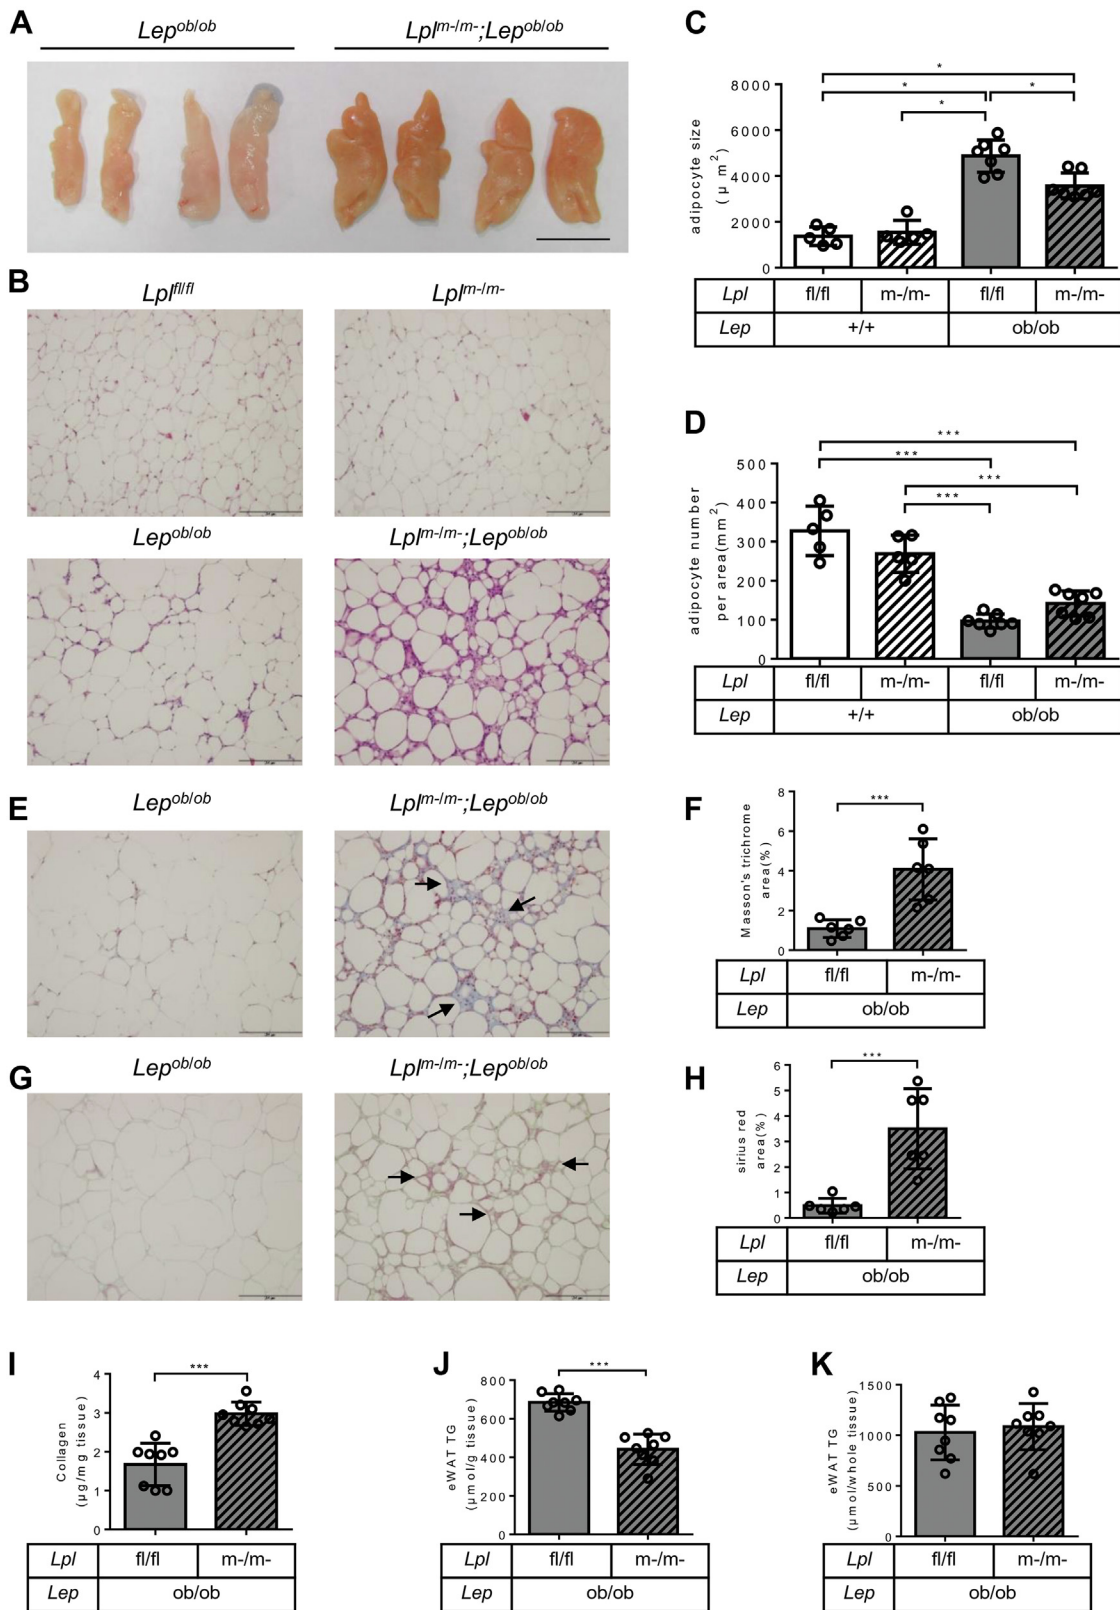 A
Lep^ob/ob Lpl^m-/m-;Lep^ob/ob
B
Lpl^fl/fl Lpl^m-/m-
Lep^ob/ob Lpl^m-/m-;Lep^ob/ob
E
Lep^ob/ob Lpl^m-/m-;Lep^ob/ob
G
Lep^ob/ob Lpl^m-/m-;Lep^ob/ob
C
*
* *
*
adipocyte size
(μ m²)
8000
6000
4000
2000
0
Lpl fl/fl m-/m- fl/fl m-/m-
Lep +/+ ob/ob
D
***
***
***
***
adipocyte number
per area(mm²)
500
400
300
200
100
0
Lpl fl/fl m-/m- fl/fl m-/m-
Lep +/+ ob/ob
F
***
Masson's trichrome
area(%)
8
6
4
2
0
Lpl fl/fl m-/m-
Lep ob/ob
H
***
sirius red
area(%)
6
5
4
3
2
1
0
Lpl fl/fl m-/m-
Lep ob/ob
I
***
Collagen
(μg/mg tissue)
4
3
2
1
0
Lpl fl/fl m-/m-
Lep ob/ob
J
***
eWAT TG
(μmol/g tissue)
800
600
400
200
0
Lpl fl/fl m-/m-
Lep ob/ob
K
eWAT TG
(μmol/whole tissue)
1500
1000
500
0
Lpl fl/fl m-/m-
Lep ob/ob